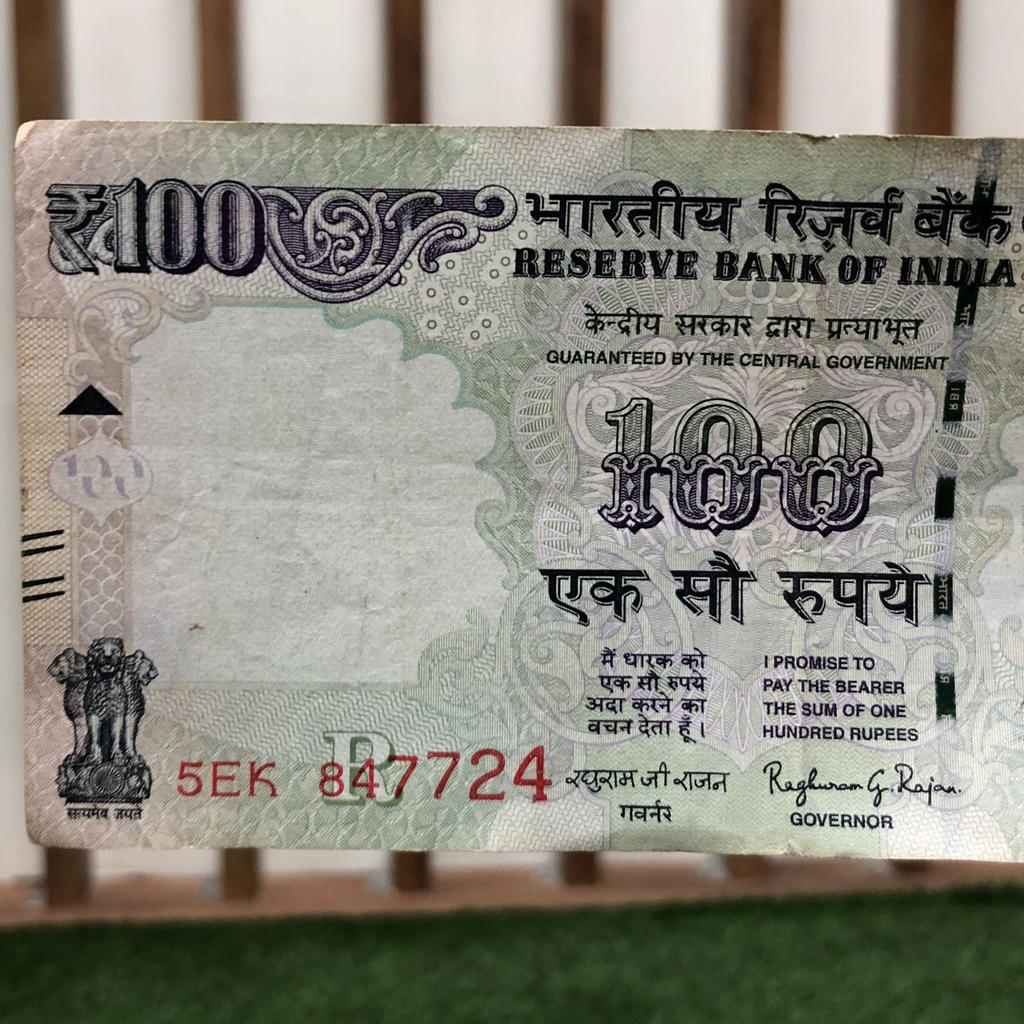 ₹100
भारतीय रिज़र्व बैंक
RESERVE BANK OF INDIA
केन्द्रीय सरकार द्वारा प्रत्याभूत
GUARANTEED BY THE CENTRAL GOVERNMENT
100
एक सौ रुपये
मैं धारक को
एक सौ रुपये
अदा करने का
वचन देता हूँ।
I PROMISE TO
PAY THE BEARER
THE SUM OF ONE
HUNDRED RUPEES
सत्यमेव जयते
5EK 847724
R
रघुराम जी राजन
गवर्नर
Raghuram G. Rajan.
GOVERNOR
भा
RBI
भारत